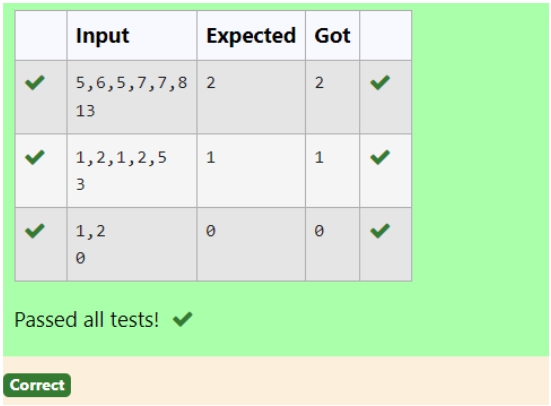 Input Expected Got
5,6,5,7,7,8 2 2
13
1,2,1,2,5 1 1
3
1,2 0 0
0
Passed all tests!
Correct